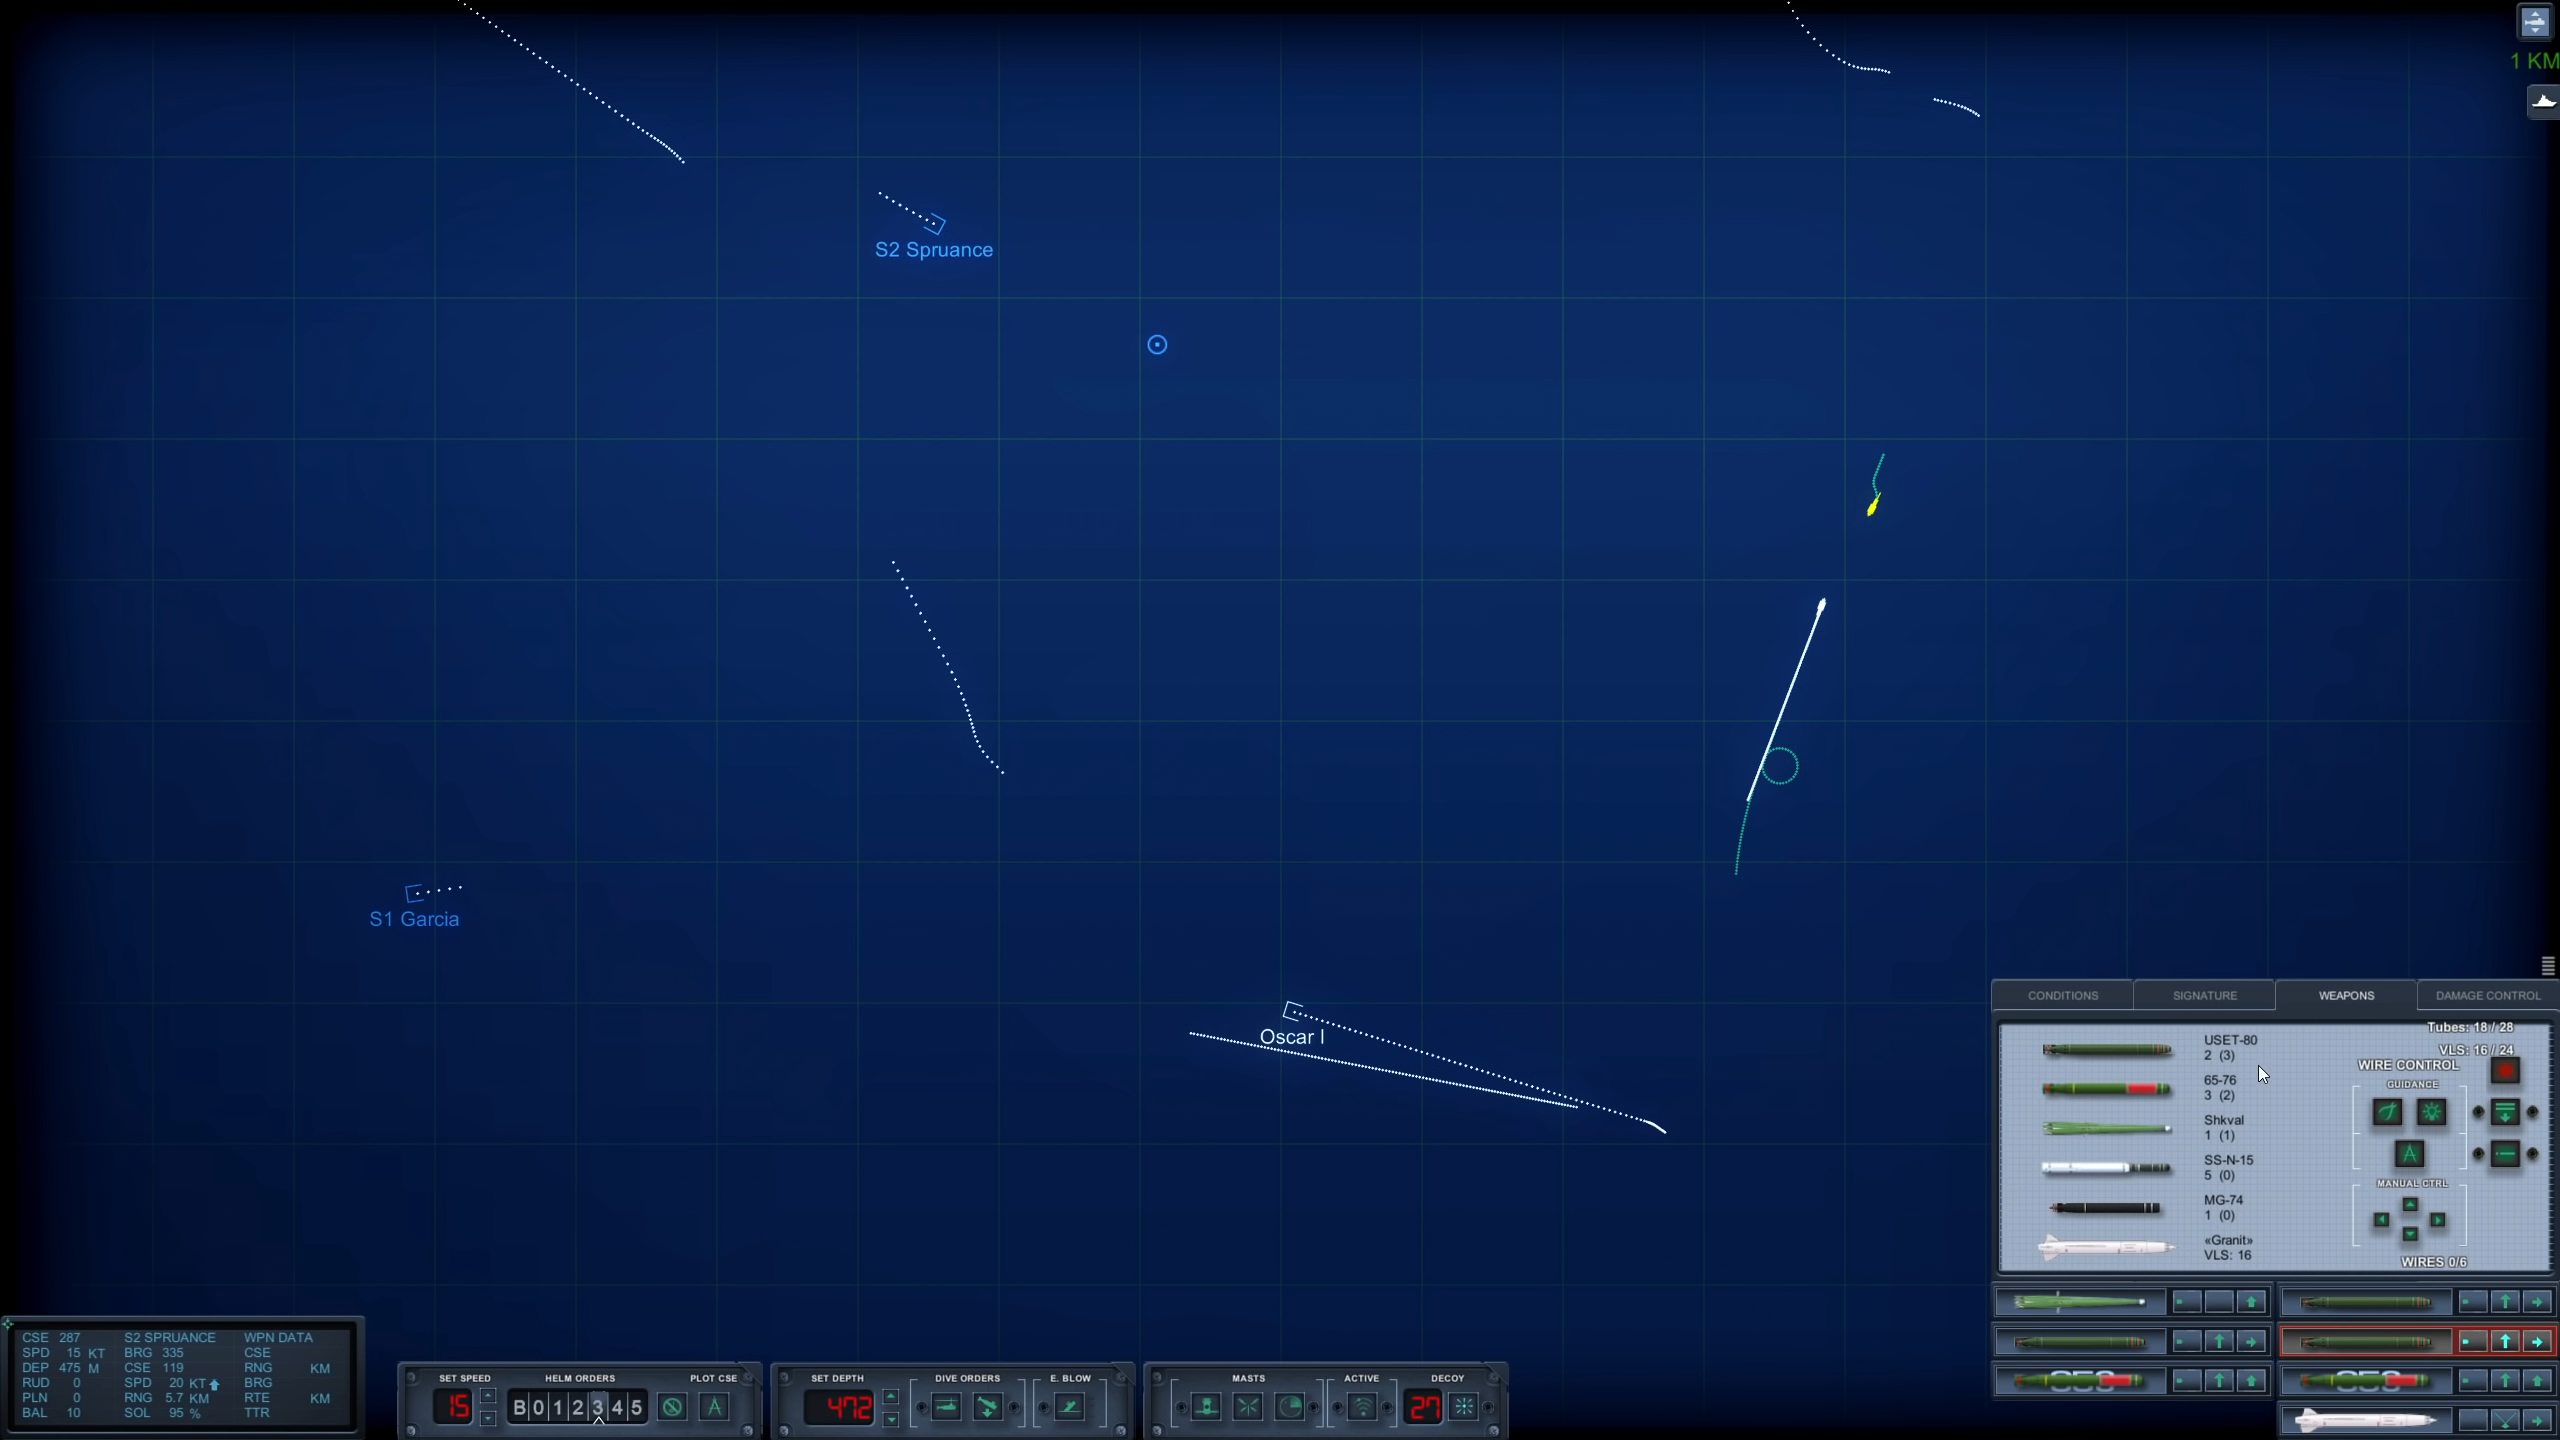 1 KM
S2 Spruance
S1 Garcia
Oscar I
CONDITIONS
SIGNATURE
WEAPONS
DAMAGE CONTROL
Tubes: 18 / 28
VLS: 16 / 24
USET-80
2 (3)
65-76
3 (2)
Shkval
1 (1)
SS-N-15
5 (0)
MG-74
1 (0)
«Granit»
VLS: 16
WIRE CONTROL
GUIDANCE
MANUAL CTRL
WIRES 0/6
CSE 287 S2 SPRUANCE WPN DATA
SPD 15 KT BRG 335 CSE
DEP 475 M CSE 119 RNG KM
RUD 0 SPD 20 KT BRG
PLN 0 RNG 5.7 KM RTE KM
BAL 10 SOL 95 % TTR
SET SPEED
15
HELM ORDERS
B 0 1 2 3 4 5
PLOT CSE
SET DEPTH
472
DIVE ORDERS
E. BLOW
MASTS
ACTIVE
DECOY
27